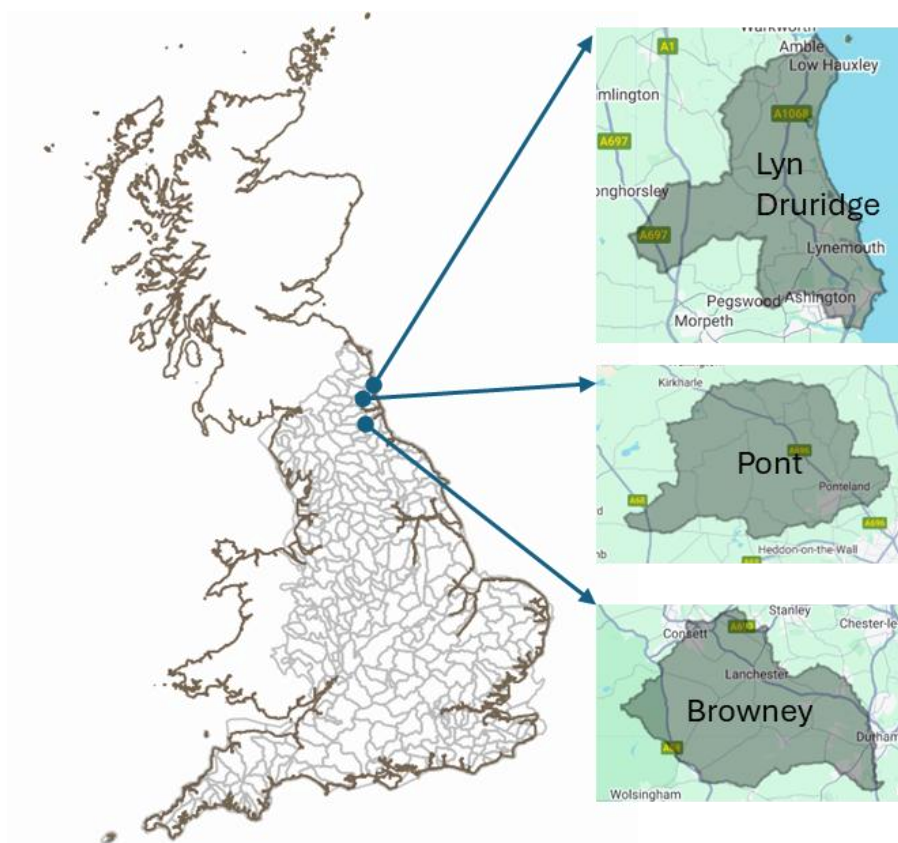 Warkworth
A1
Amble
Low Hauxley
mlington
A1068
A697
Lyn
Druridge
onghorsley
A697
Lynemouth
Pegswood
Ashington
Morpeth
Kirkharle
A696
Pont
Ponteland
A68
A696
Heddon-on-the-Wall
Stanley
Consett
Chester-le
Lanchester
Browney
Durham
A68
Wolsingham